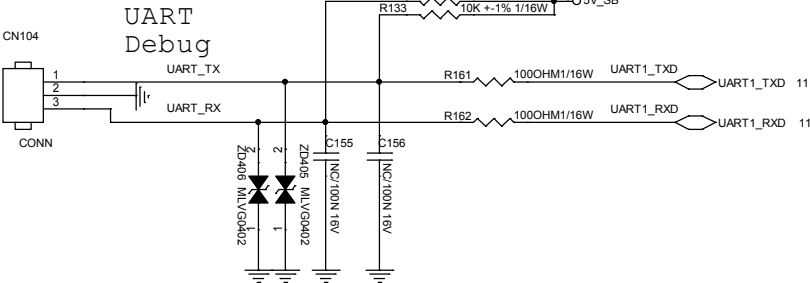 UART
Debug
5V_SB
R133 10K +-1% 1/16W
CN104
1 UART_TX
2
3 UART_RX
CONN
R161 100OHM1/16W UART1_TXD UART1_TXD 11
R162 100OHM1/16W UART1_RXD UART1_RXD 11
2 ZD406 MLVG0402 1
2 ZD405 MLVG0402 1
C155 NC/100N 16V
C156 NC/100N 16V